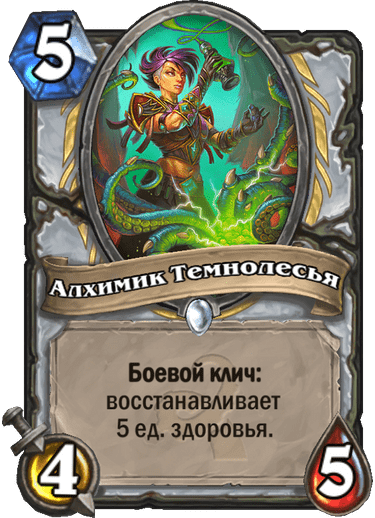 5
Алхимик Темнолесья
Боевой клич:
восстанавливает
5 ед. здоровья.
4
5